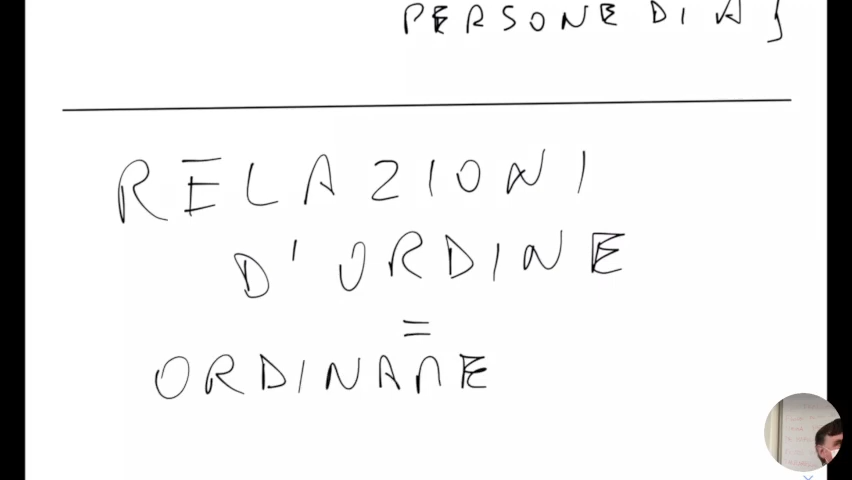 PERSONE DI A }
RELAZIONI
D'ORDINE
=
ORDINARE